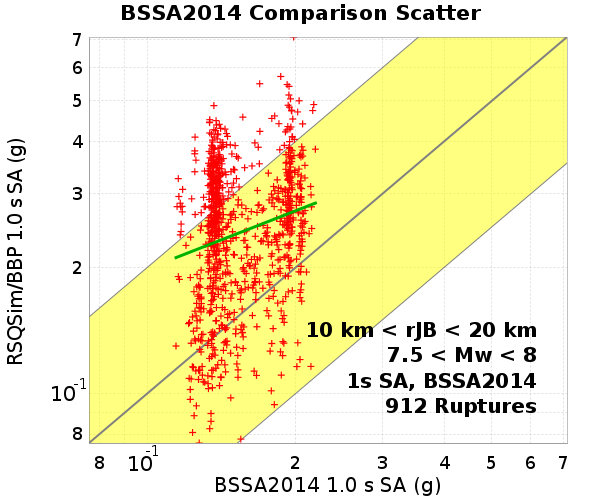 BSSA2014 Comparison Scatter
RSQSim/BBP 1.0 s SA (g)
7
6
5
4
3
2
10-1
8
10 km < rJB < 20 km
7.5 < Mw < 8
1s SA, BSSA2014
912 Ruptures
8 10-1 2 3 4 5 6 7
BSSA2014 1.0 s SA (g)